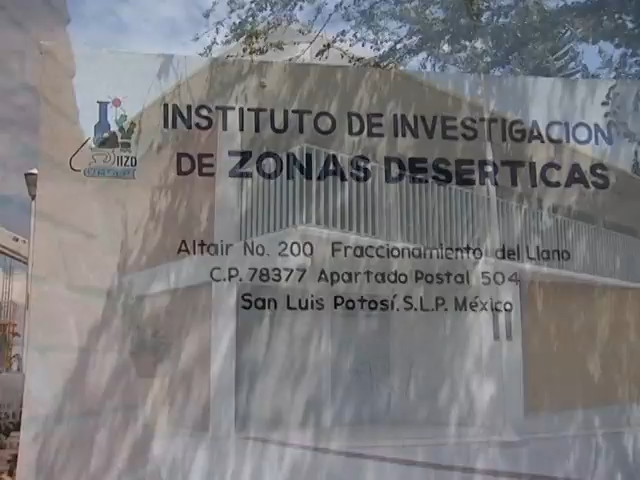 INSTITUTO DE INVESTIGACION
DE ZONAS DESERTICAS
IIZD
Altair No. 200 Fraccionamiento del Llano
C.P. 78377 Apartado Postal 504
San Luis Potosí, S.L.P. México